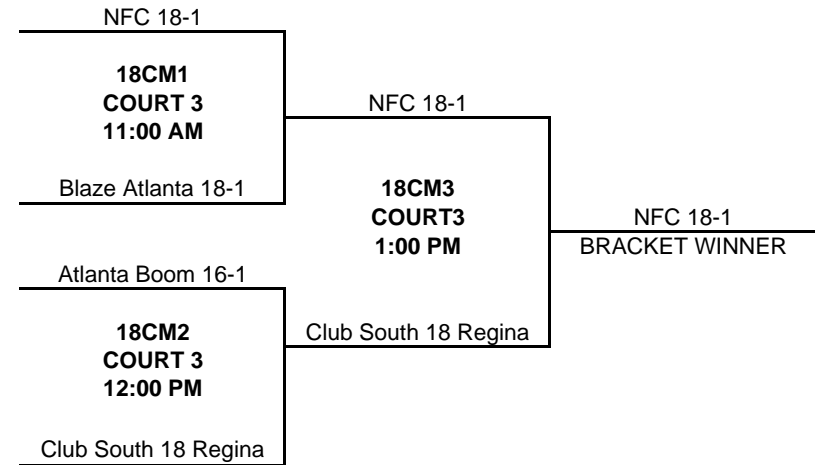 NFC 18-1
18CM1
COURT 3
11:00 AM
Blaze Atlanta 18-1
Atlanta Boom 16-1
18CM2
COURT 3
12:00 PM
Club South 18 Regina
NFC 18-1
18CM3
COURT3
1:00 PM
Club South 18 Regina
NFC 18-1
BRACKET WINNER